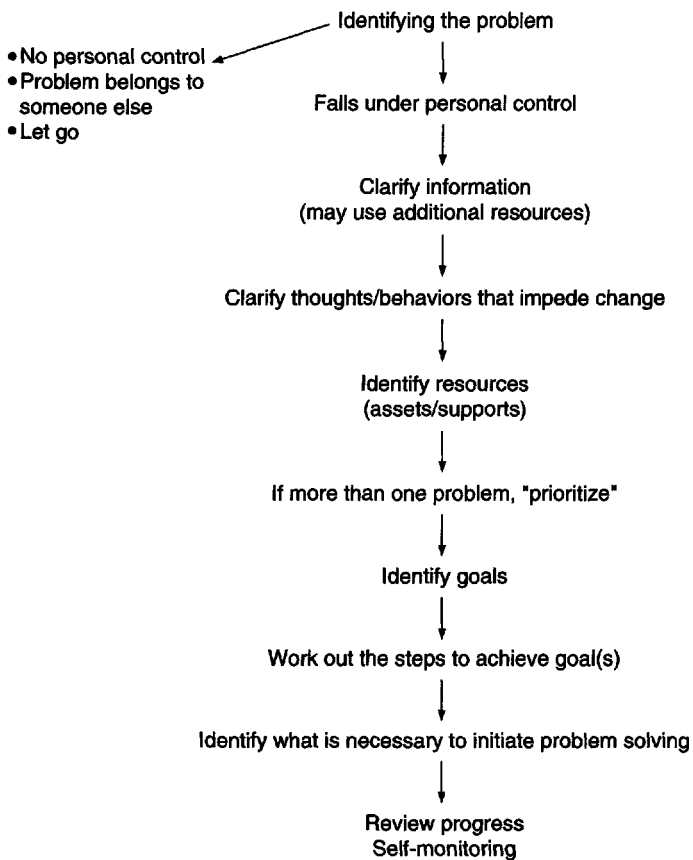 Identifying the problem
• No personal control
• Problem belongs to
someone else
• Let go
Falls under personal control
Clarify information
(may use additional resources)
Clarify thoughts/behaviors that impede change
Identify resources
(assets/supports)
If more than one problem, "prioritize"
Identify goals
Work out the steps to achieve goal(s)
Identify what is necessary to initiate problem solving
Review progress
Self-monitoring